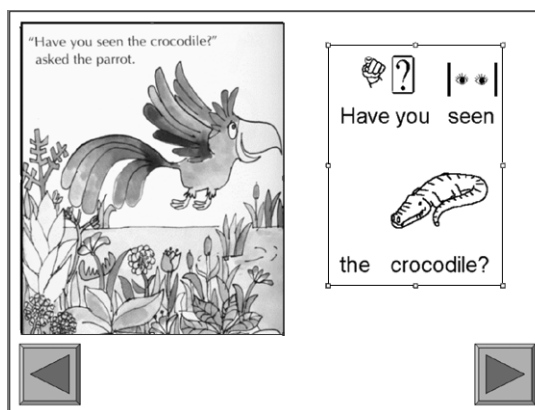 "Have you seen the crocodile?"
asked the parrot.
?
Have you seen
the crocodile?